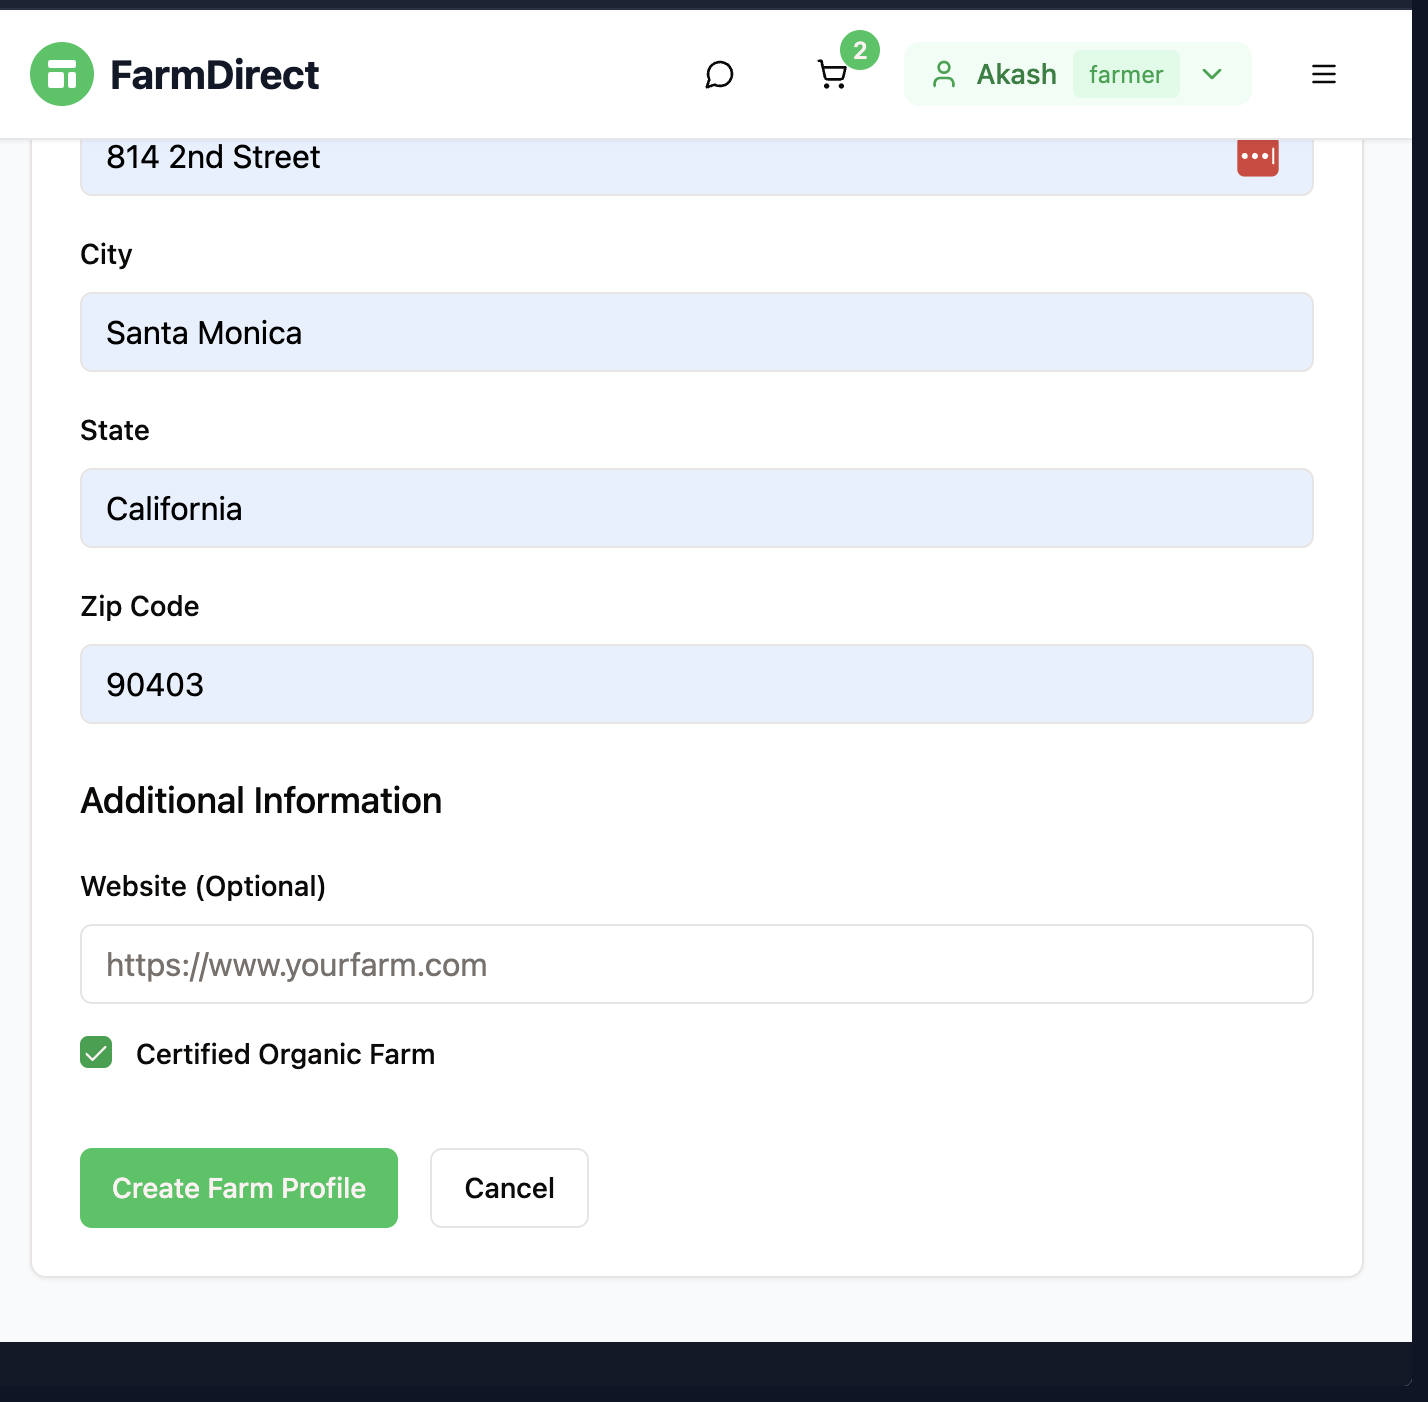 FarmDirect
2
Akash farmer
814 2nd Street
City
Santa Monica
State
California
Zip Code
90403
Additional Information
Website (Optional)
https://www.yourfarm.com
Certified Organic Farm
Create Farm Profile
Cancel